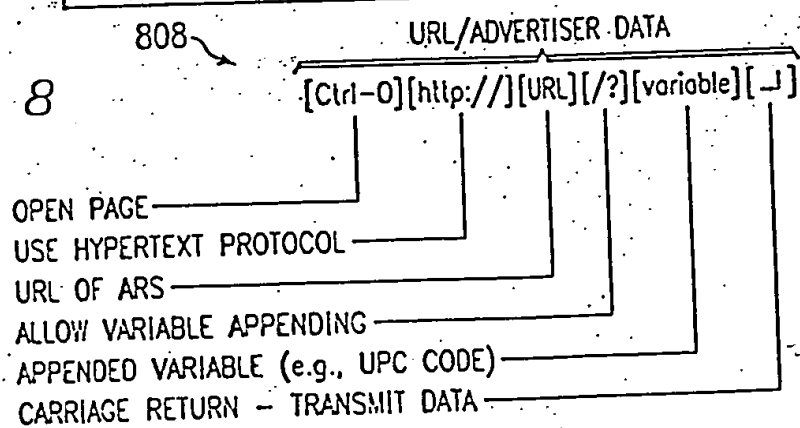 808
URL/ADVERTISER DATA
8
[Ctrl-O][http://][URL][/?][variable][↵]
OPEN PAGE
USE HYPERTEXT PROTOCOL
URL OF ARS
ALLOW VARIABLE APPENDING
APPENDED VARIABLE (e.g., UPC CODE)
CARRIAGE RETURN - TRANSMIT DATA